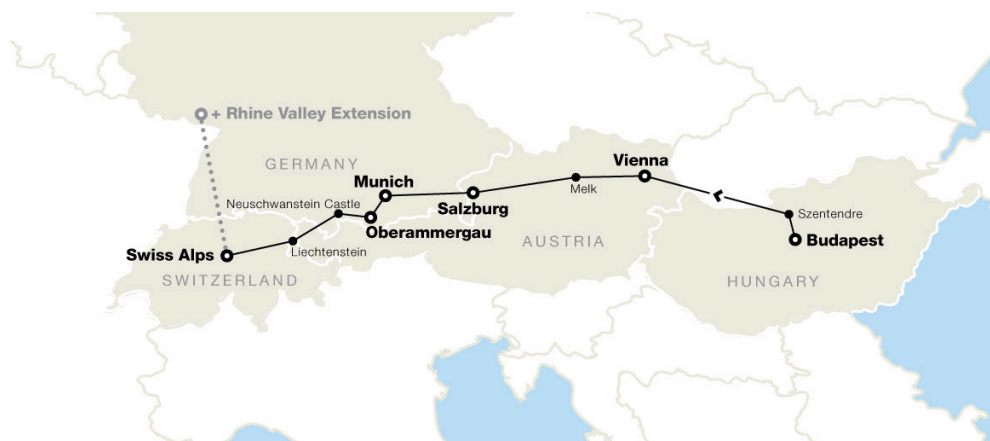 + Rhine Valley Extension
GERMANY
Vienna
Munich
Melk
Neuschwanstein Castle
Salzburg
Szentendre
Oberammergau
Budapest
AUSTRIA
Swiss Alps
Liechtenstein
SWITZERLAND
HUNGARY